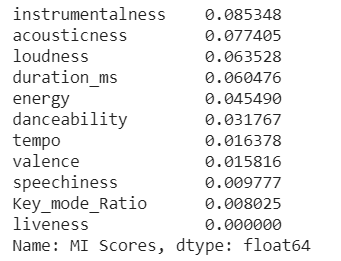 instrumentalness    0.085348
acousticness        0.077405
loudness            0.063528
duration_ms         0.060476
energy              0.045490
danceability        0.031767
tempo               0.016378
valence             0.015816
speechiness         0.009777
Key_mode_Ratio      0.008025
liveness            0.000000
Name: MI Scores, dtype: float64